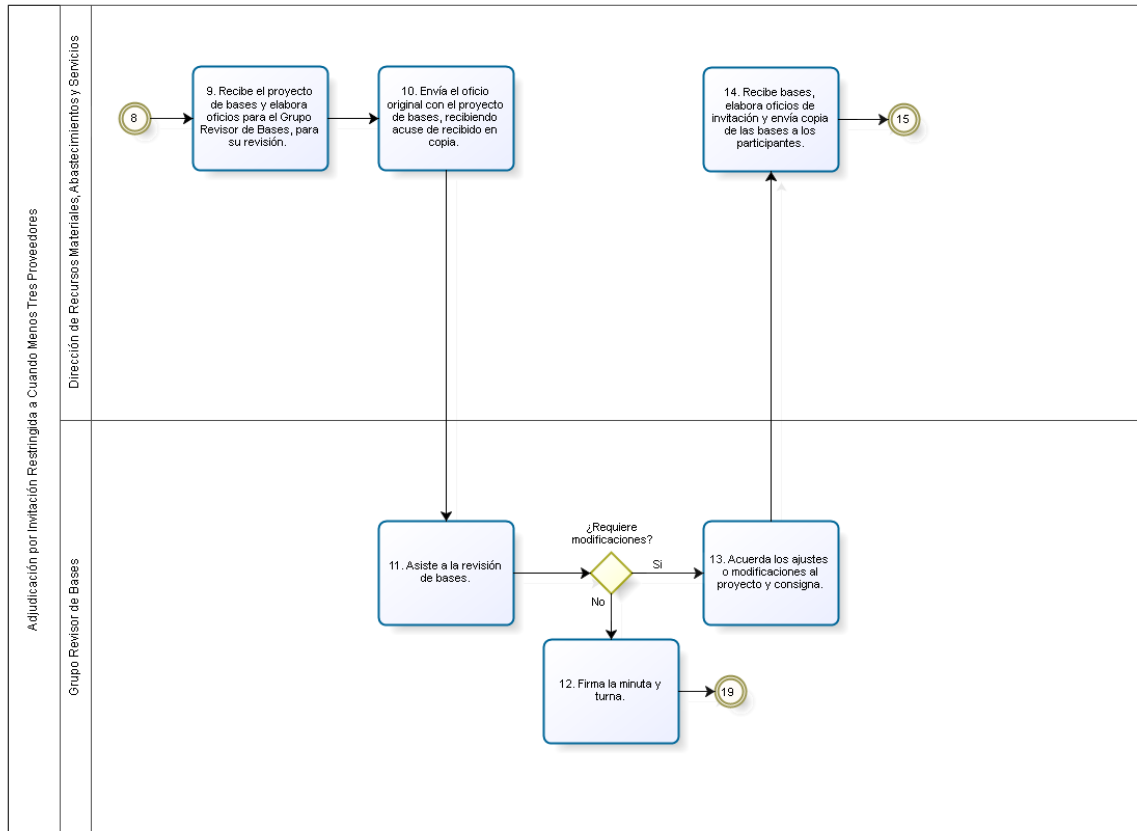 Adjudicación por Invitación Restringida a Cuando Menos Tres Proveedores
Dirección de Recursos Materiales, Abastecimientos y Servicios
8
9. Recibe el proyecto
de bases y elabora
oficios para el Grupo
Revisor de Bases, para
su revisión.
10. Envía el oficio
original con el proyecto
de bases, recibiendo
acuse de recibido en
copia.
14. Recibe bases,
elabora oficios de
invitación y envía copia
de las bases a los
participantes.
15
Grupo Revisor de Bases
11. Asiste a la revisión
de bases.
¿Requiere
modificaciones?
Si
No
13. Acuerda los ajustes
o modificaciones al
proyecto y consigna.
12. Firma la minuta y
turna.
19